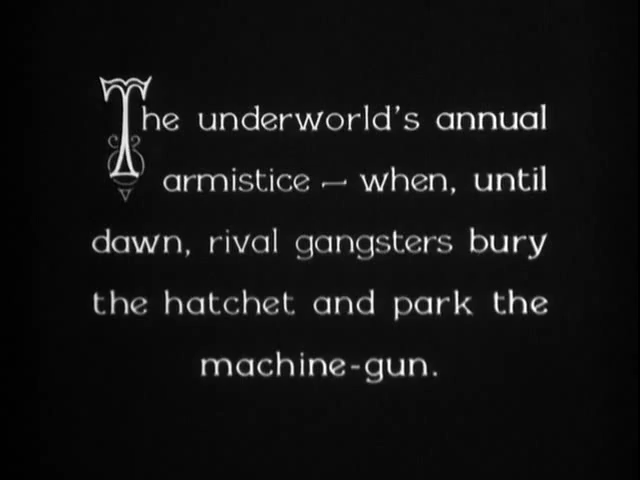 The underworld's annual
armistice — when, until
dawn, rival gangsters bury
the hatchet and park the
machine-gun.